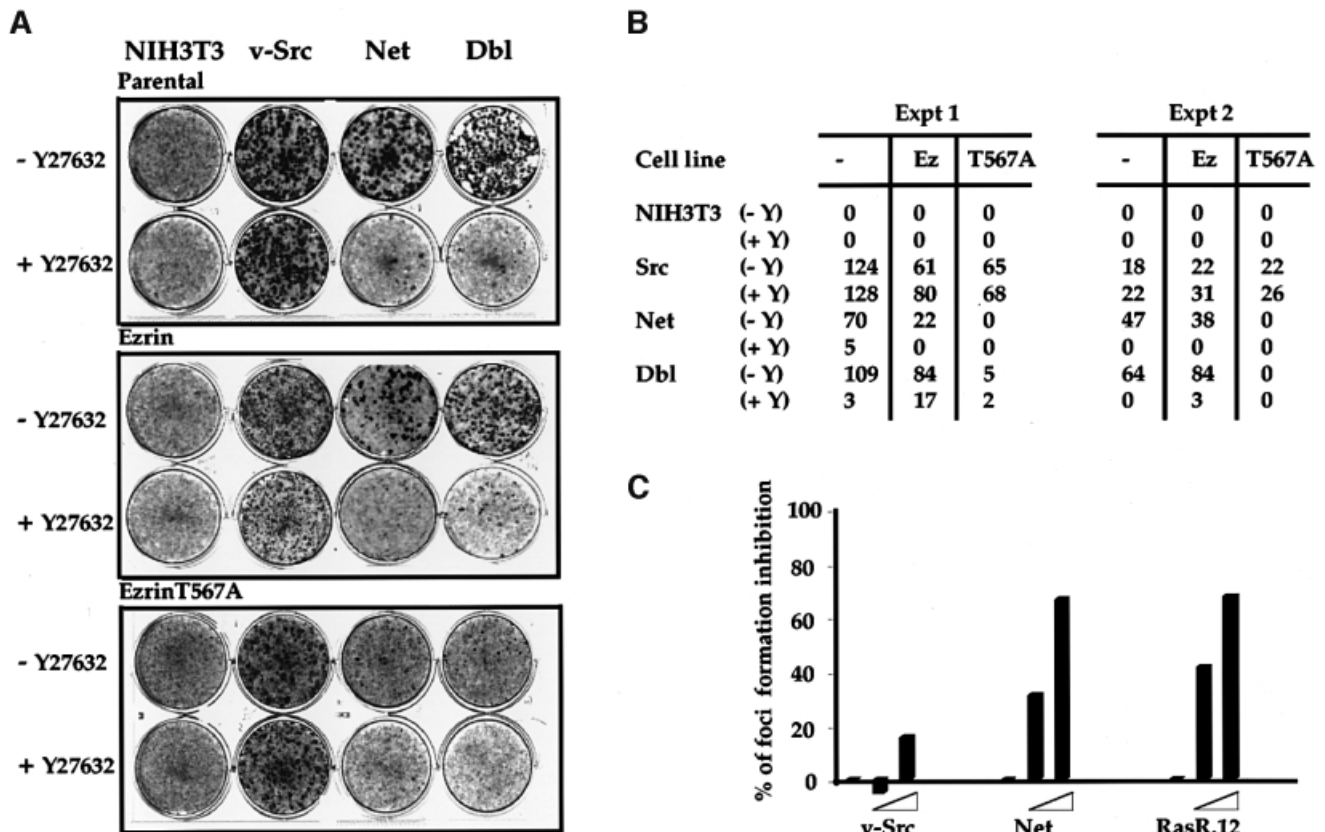 A
NIH3T3 v-Src Net Dbl
Parental
- Y27632
+ Y27632
Ezrin
- Y27632
+ Y27632
EzrinT567A
- Y27632
+ Y27632
B
Expt 1 Expt 2
Cell line - Ez T567A - Ez T567A
NIH3T3 (- Y) 0 0 0 0 0 0
(+ Y) 0 0 0 0 0 0
Src (- Y) 124 61 65 18 22 22
(+ Y) 128 80 68 22 31 26
Net (- Y) 70 22 0 47 38 0
(+ Y) 5 0 0 0 0 0
Dbl (- Y) 109 84 5 64 84 0
(+ Y) 3 17 2 0 3 0
C
% of foci formation inhibition
100
80
60
40
20
0
v-Src Net RasR.12